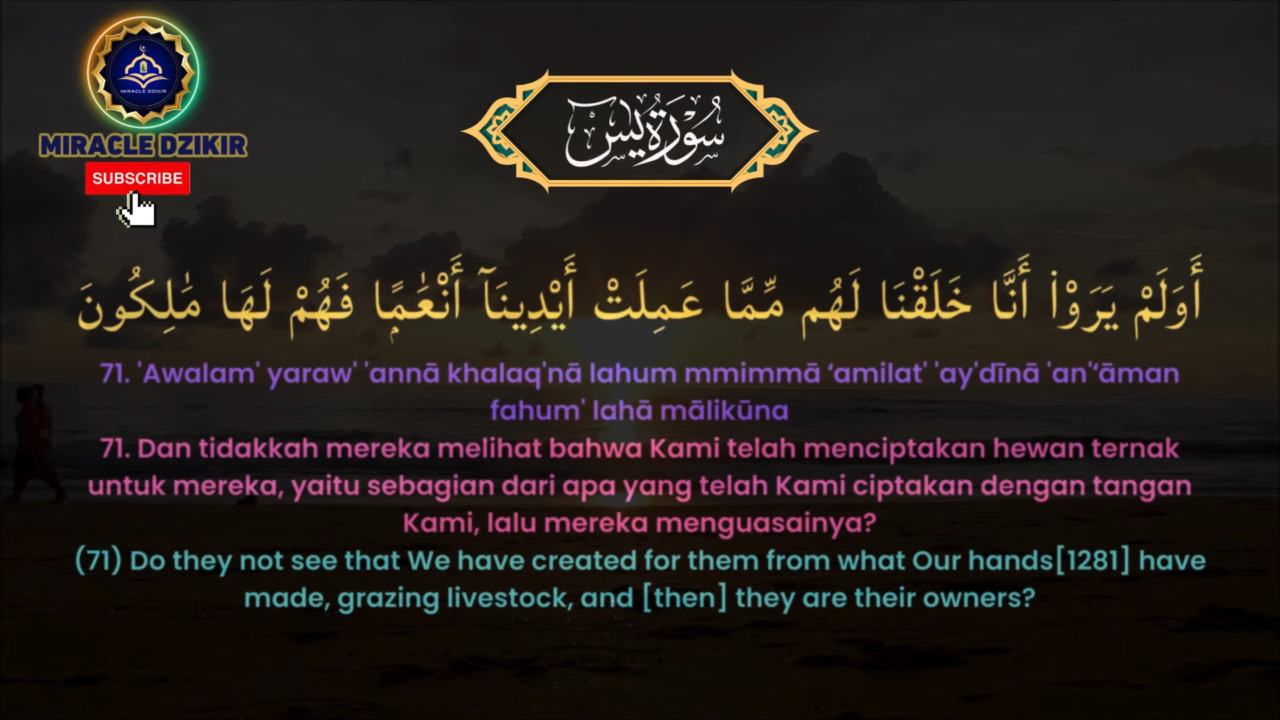 MIRACLE DZIKIR
MIRACLE DZIKIR
SUBSCRIBE
سُوْرَةُ يٰسٓ
أَوَلَمْ يَرَوْا۟ أَنَّا خَلَقْنَا لَهُم مِّمَّا عَمِلَتْ أَيْدِينَآ أَنْعَٰمًۭا فَهُمْ لَهَا مَٰلِكُونَ
71. 'Awalam' yaraw' 'annā khalaq'nā lahum mmimmā ‘amilat' 'ay'dīnā 'an'‘āman
fahum' lahā mālikūna
71. Dan tidakkah mereka melihat bahwa Kami telah menciptakan hewan ternak
untuk mereka, yaitu sebagian dari apa yang telah Kami ciptakan dengan tangan
Kami, lalu mereka menguasainya?
(71) Do they not see that We have created for them from what Our hands[1281] have
made, grazing livestock, and [then] they are their owners?